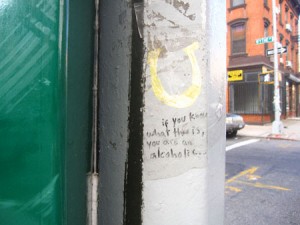 if you know
what this is,
you are an
alcoholic...